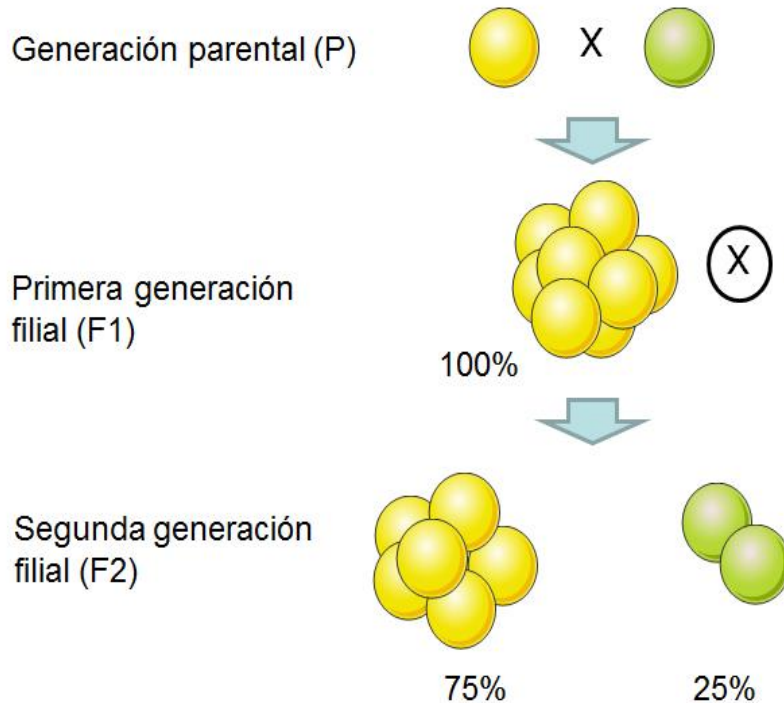 Generación parental (P)
X
Primera generación
filial (F1)
X
100%
Segunda generación
filial (F2)
75%
25%